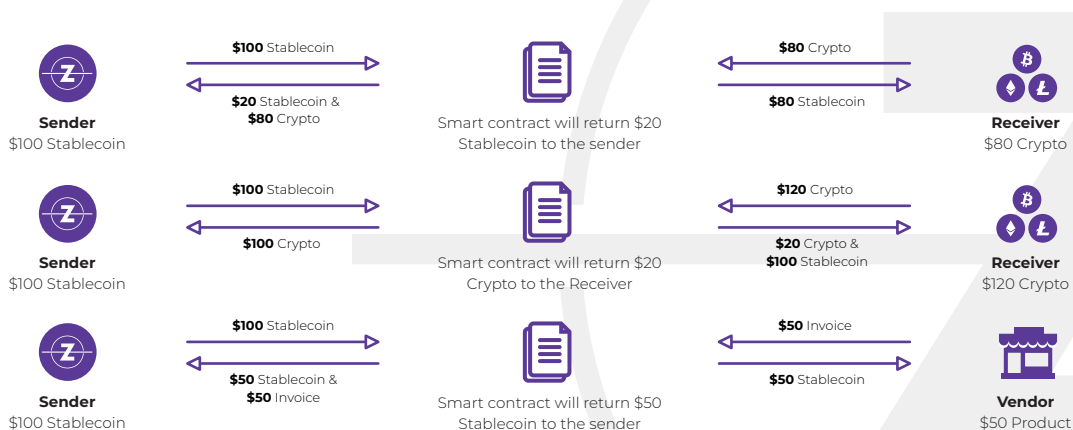 $100 Stablecoin
$80 Crypto
$20 Stablecoin &
$80 Crypto
$80 Stablecoin
Sender
$100 Stablecoin
Smart contract will return $20
Stablecoin to the sender
Receiver
$80 Crypto
$100 Stablecoin
$120 Crypto
$100 Crypto
$20 Crypto &
$100 Stablecoin
Sender
$100 Stablecoin
Smart contract will return $20
Crypto to the Receiver
Receiver
$120 Crypto
$100 Stablecoin
$50 Invoice
$50 Stablecoin &
$50 Invoice
$50 Stablecoin
Sender
$100 Stablecoin
Smart contract will return $50
Stablecoin to the sender
Vendor
$50 Product